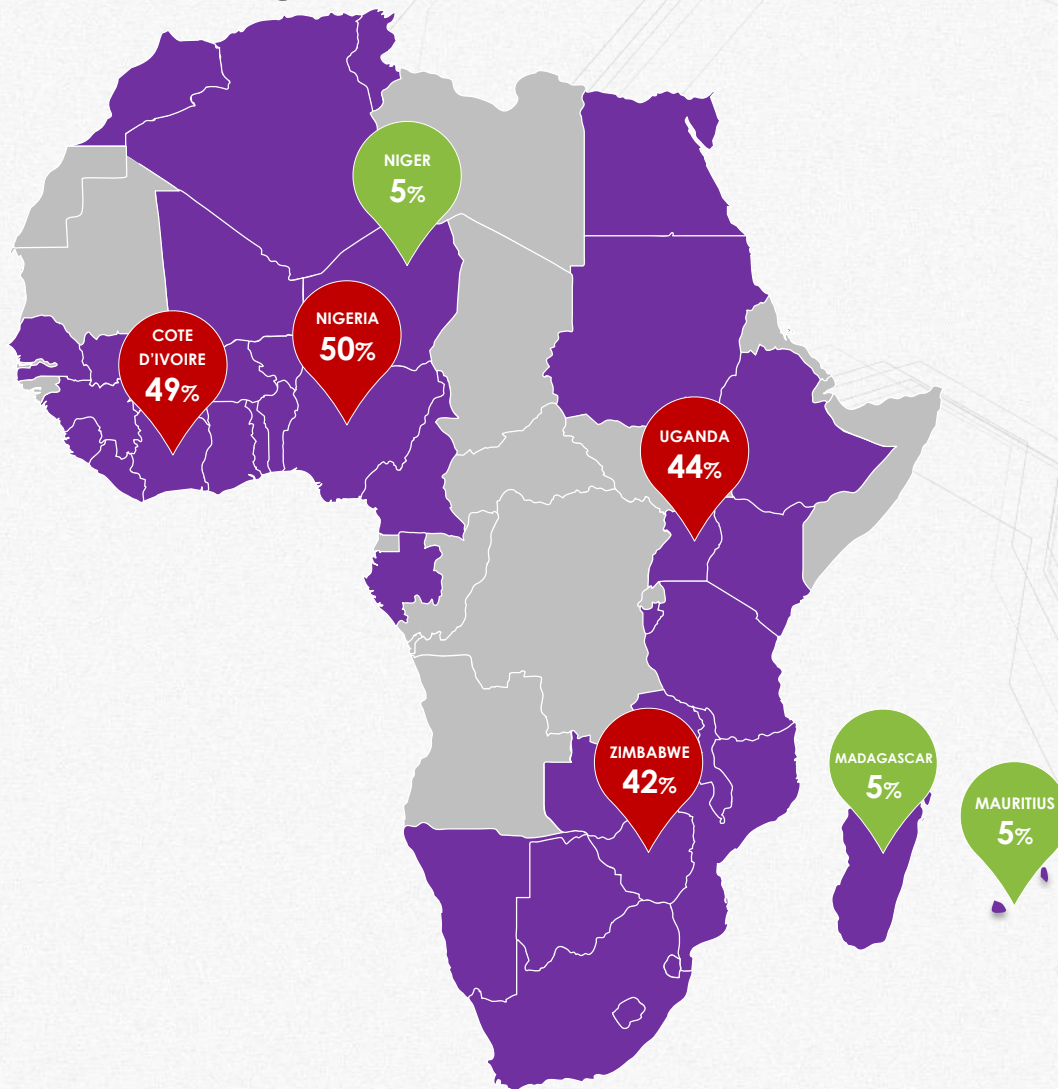 NIGER
5%
NIGERIA
50%
COTE
D'IVOIRE
49%
UGANDA
44%
ZIMBABWE
42%
MADAGASCAR
5%
MAURITIUS
5%